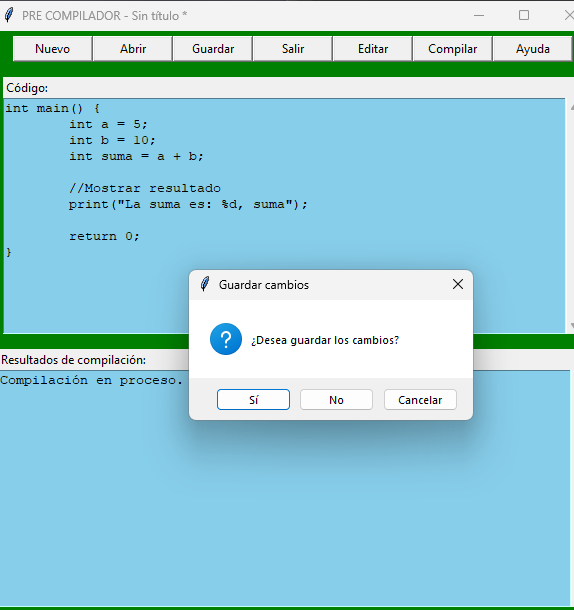 PRE COMPILADOR - Sin título *
Nuevo Abrir Guardar Salir Editar Compilar Ayuda
Código:
int main() {
        int a = 5;
        int b = 10;
        int suma = a + b;

        //Mostrar resultado
        print("La suma es: %d, suma");

        return 0;
}
Guardar cambios
¿Desea guardar los cambios?
Sí No Cancelar
Resultados de compilación:
Compilación en proceso.